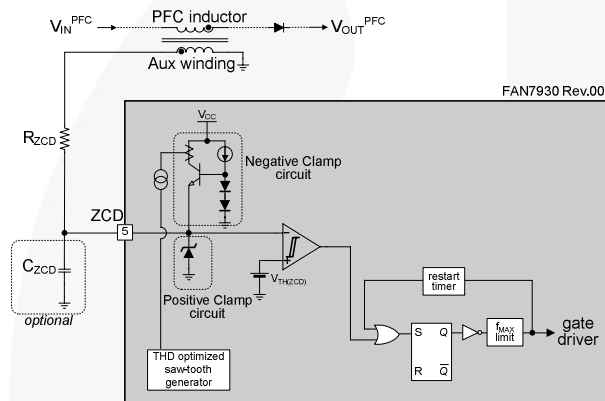 PFC inductor
V_IN^PFC
V_OUT^PFC
Aux winding
FAN7930 Rev.00
R_ZCD
V_CC
Negative Clamp
circuit
ZCD
5
C_ZCD
optional
Positive Clamp
circuit
V_TH(ZCD)
THD optimized
saw-tooth
generator
restart
timer
S
Q
R
Q̅
f_MAX
limit
gate
driver